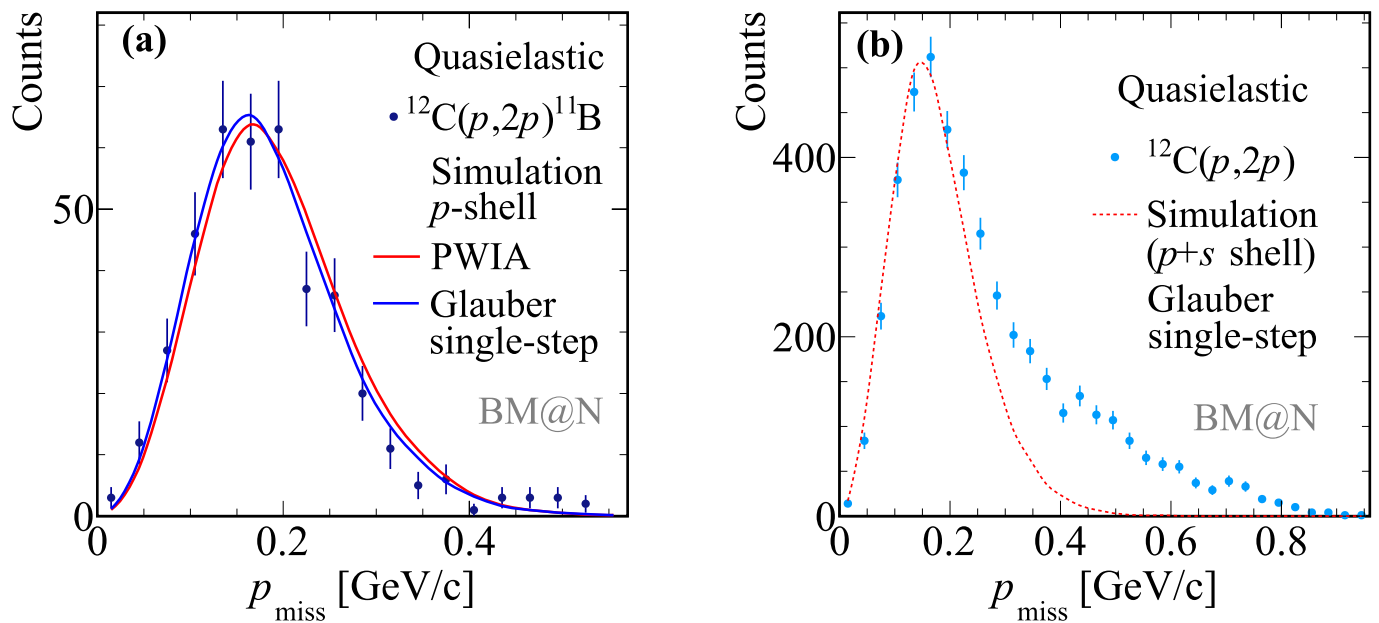 (a)
Counts
Quasielastic
¹²C(p,2p)¹¹B
Simulation
p-shell
PWIA
Glauber
single-step
BM@N
50
0
0
0.2
0.4
p_miss [GeV/c]
(b)
Counts
Quasielastic
¹²C(p,2p)
Simulation
(p+s shell)
Glauber
single-step
BM@N
400
200
0
0
0.2
0.4
0.6
0.8
p_miss [GeV/c]